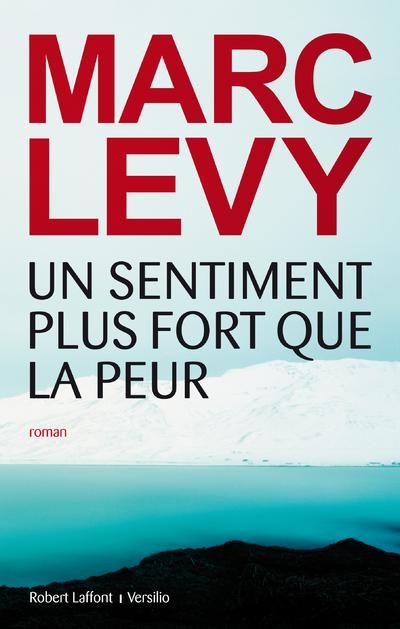 MARC
LEVY
UN SENTIMENT
PLUS FORT QUE
LA PEUR
roman
Robert Laffont | Versilio